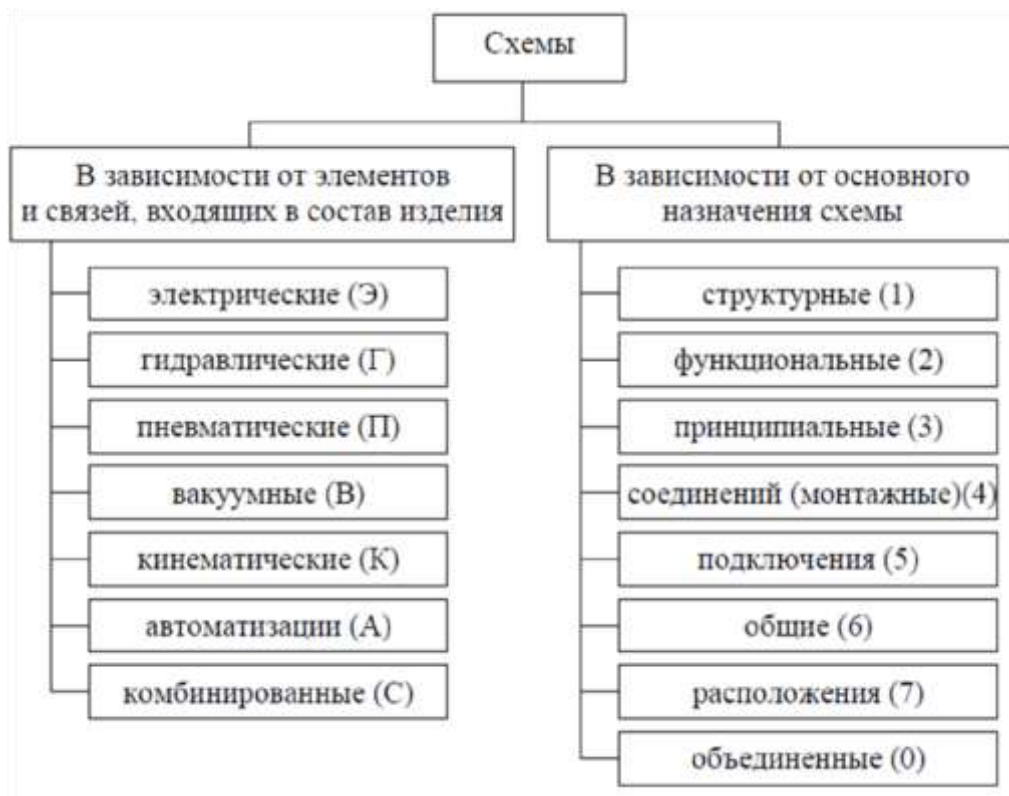 Схемы
В зависимости от элементов
и связей, входящих в состав изделия
электрические (Э)
гидравлические (Г)
пневматические (П)
вакуумные (В)
кинематические (К)
автоматизации (А)
комбинированные (С)
В зависимости от основного
назначения схемы
структурные (1)
функциональные (2)
принципиальные (3)
соединений (монтажные)(4)
подключения (5)
общие (6)
расположения (7)
объединенные (0)